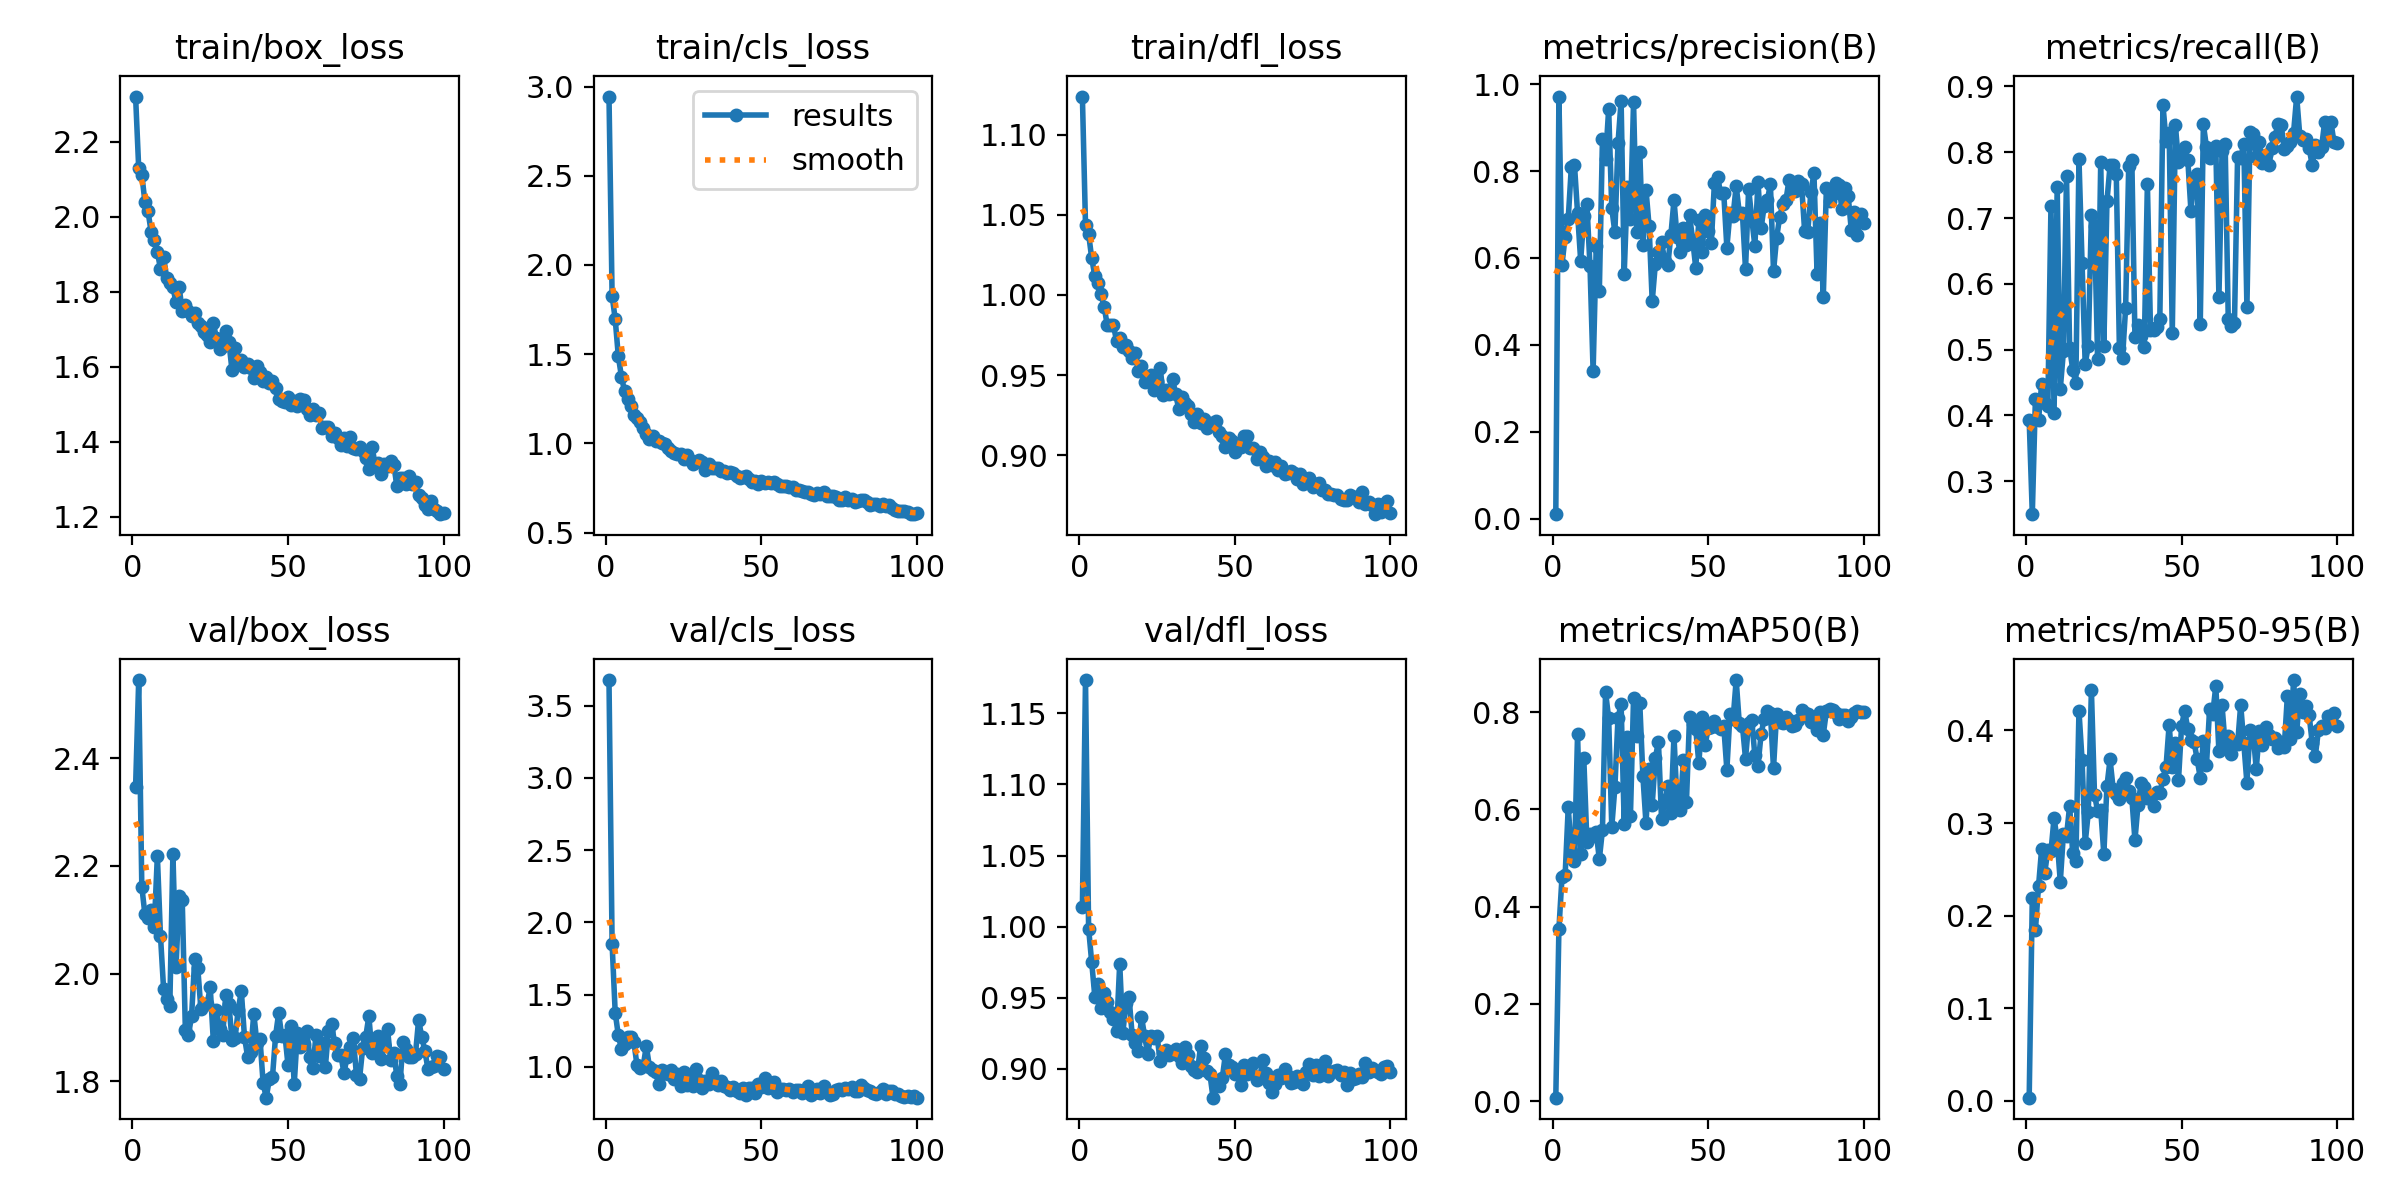 train/box_loss
2.2
2.0
1.8
1.6
1.4
1.2
0 50 100
train/cls_loss
3.0
2.5
2.0
1.5
1.0
0.5
0 50 100
results
smooth
train/dfl_loss
1.10
1.05
1.00
0.95
0.90
0 50 100
metrics/precision(B)
1.0
0.8
0.6
0.4
0.2
0.0
0 50 100
metrics/recall(B)
0.9
0.8
0.7
0.6
0.5
0.4
0.3
0 50 100
val/box_loss
2.4
2.2
2.0
1.8
0 50 100
val/cls_loss
3.5
3.0
2.5
2.0
1.5
1.0
0 50 100
val/dfl_loss
1.15
1.10
1.05
1.00
0.95
0.90
0 50 100
metrics/mAP50(B)
0.8
0.6
0.4
0.2
0.0
0 50 100
metrics/mAP50-95(B)
0.4
0.3
0.2
0.1
0.0
0 50 100